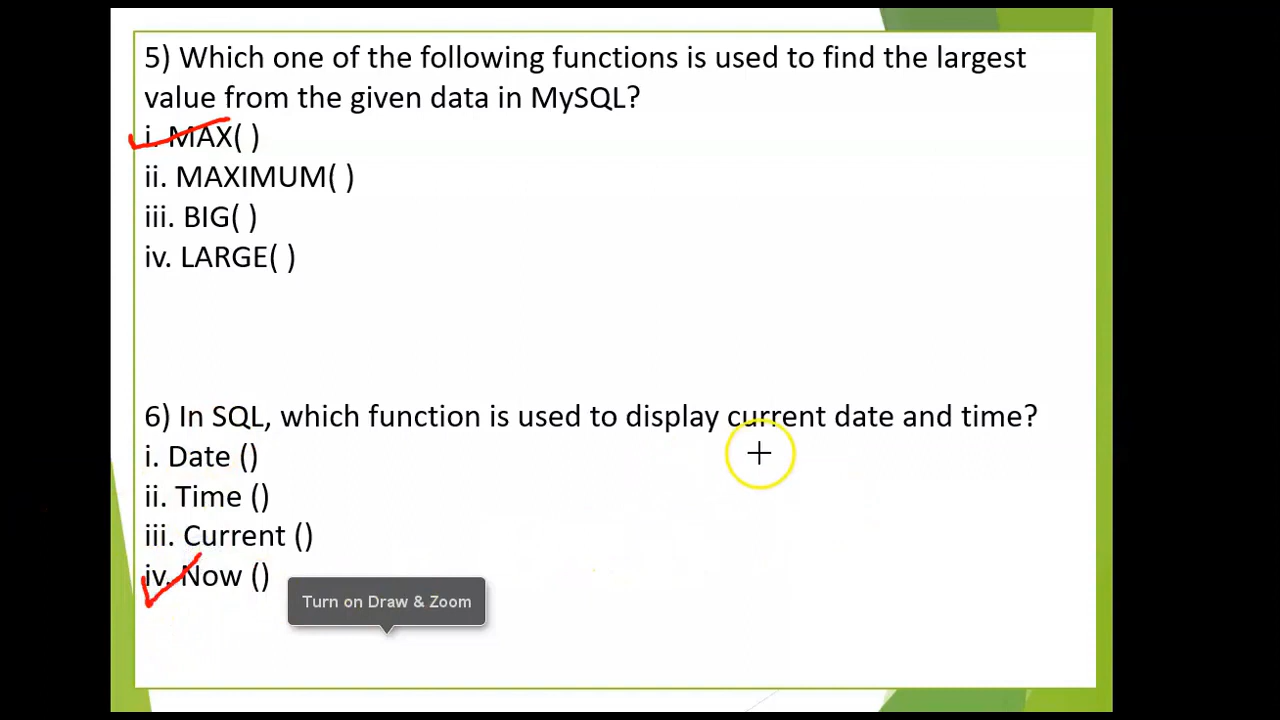 5) Which one of the following functions is used to find the largest
value from the given data in MySQL?
i. MAX( )
ii. MAXIMUM( )
iii. BIG( )
iv. LARGE( )
6) In SQL, which function is used to display current date and time?
i. Date ()
ii. Time ()
iii. Current ()
iv. Now ()
Turn on Draw & Zoom